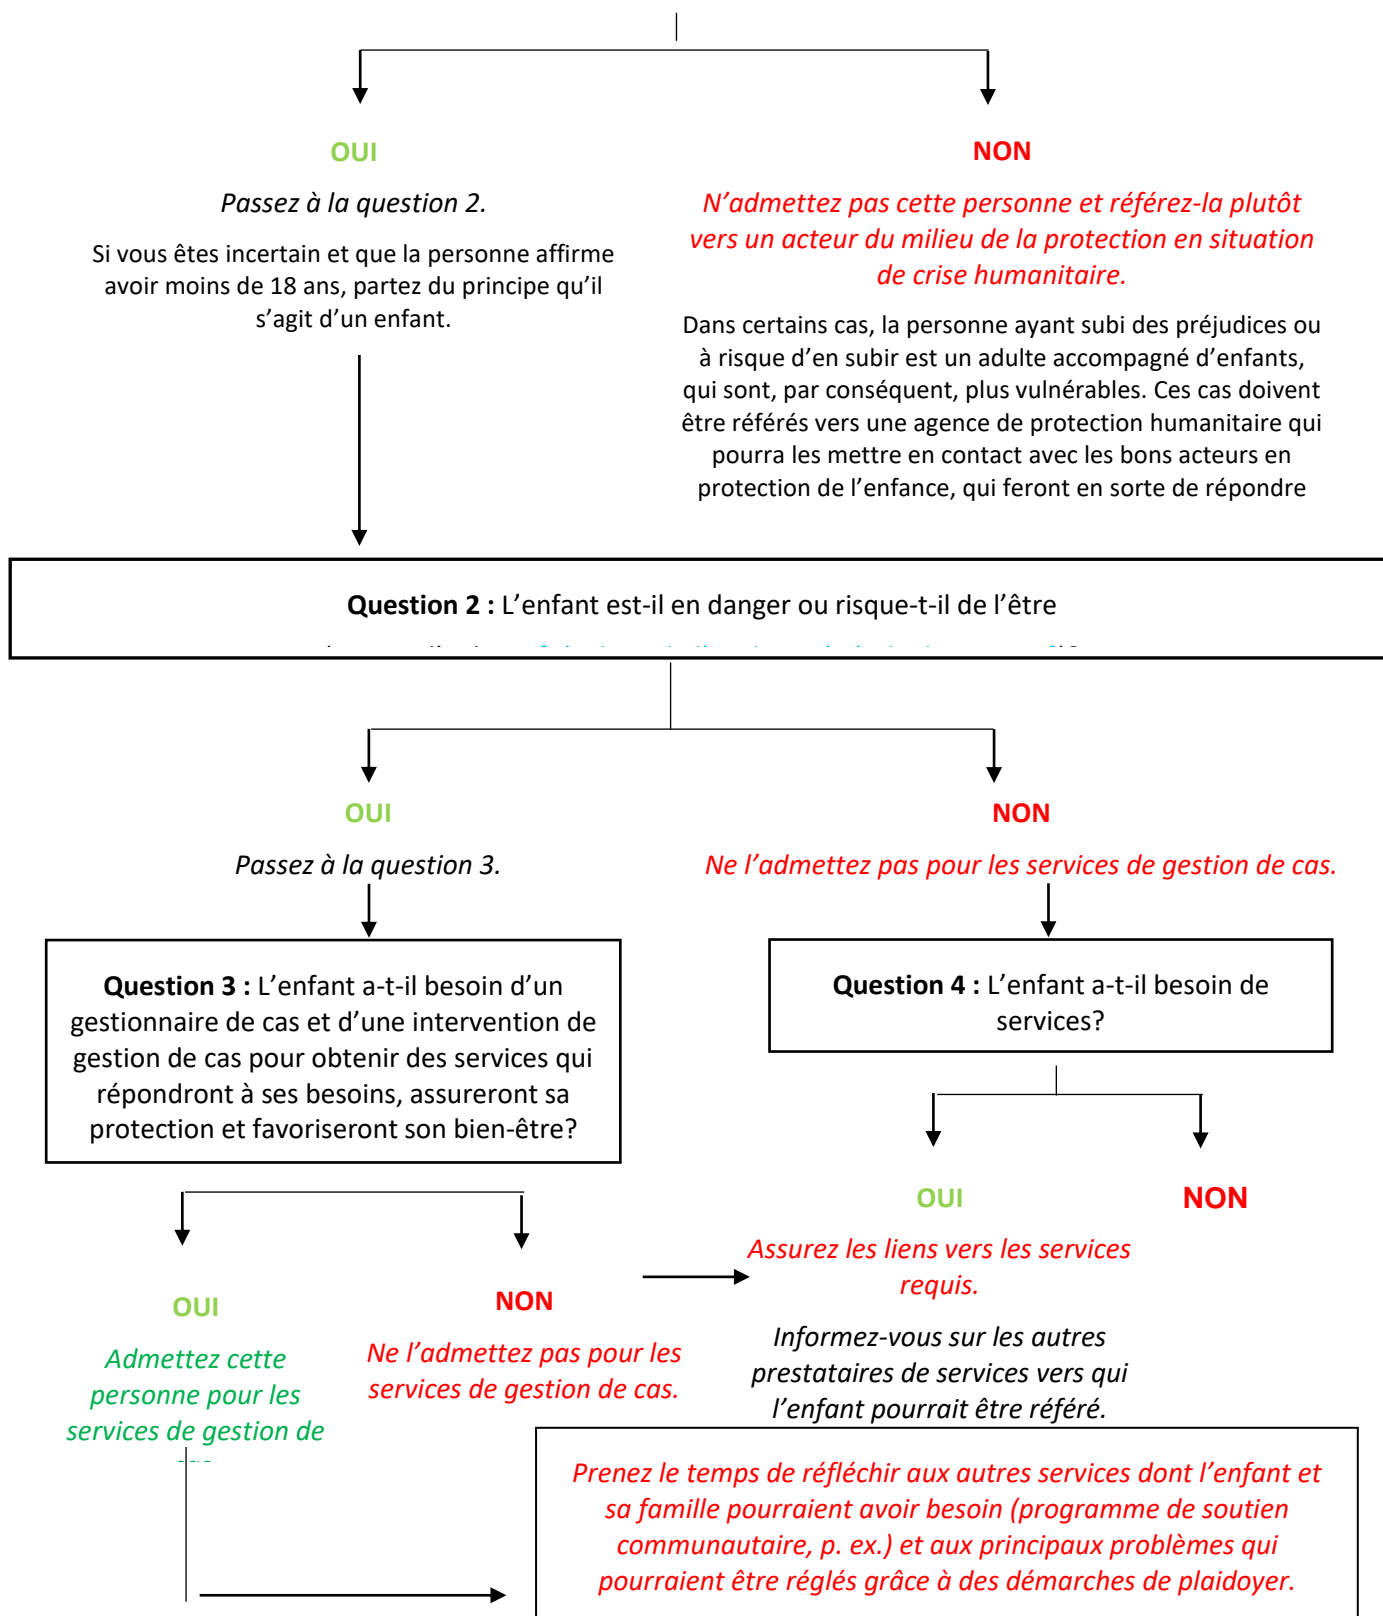 OUI
Passez à la question 2.
Si vous êtes incertain et que la personne affirme
avoir moins de 18 ans, partez du principe qu’il
s’agit d’un enfant.
NON
N’admettez pas cette personne et référez-la plutôt
vers un acteur du milieu de la protection en situation
de crise humanitaire.
Dans certains cas, la personne ayant subi des préjudices ou
à risque d’en subir est un adulte accompagné d’enfants,
qui sont, par conséquent, plus vulnérables. Ces cas doivent
être référés vers une agence de protection humanitaire qui
pourra les mettre en contact avec les bons acteurs en
protection de l’enfance, qui feront en sorte de répondre
Question 2 : L’enfant est-il en danger ou risque-t-il de l’être
OUI
Passez à la question 3.
NON
Ne l’admettez pas pour les services de gestion de cas.
Question 3 : L’enfant a-t-il besoin d’un
gestionnaire de cas et d’une intervention de
gestion de cas pour obtenir des services qui
répondront à ses besoins, assureront sa
protection et favoriseront son bien-être?
Question 4 : L’enfant a-t-il besoin de
services?
OUI
Admettez cette
personne pour les
services de gestion de
NON
Ne l’admettez pas pour les
services de gestion de cas.
OUI
Assurez les liens vers les services
requis.
Informez-vous sur les autres
prestataires de services vers qui
l’enfant pourrait être référé.
NON
Prenez le temps de réfléchir aux autres services dont l’enfant et
sa famille pourraient avoir besoin (programme de soutien
communautaire, p. ex.) et aux principaux problèmes qui
pourraient être réglés grâce à des démarches de plaidoyer.